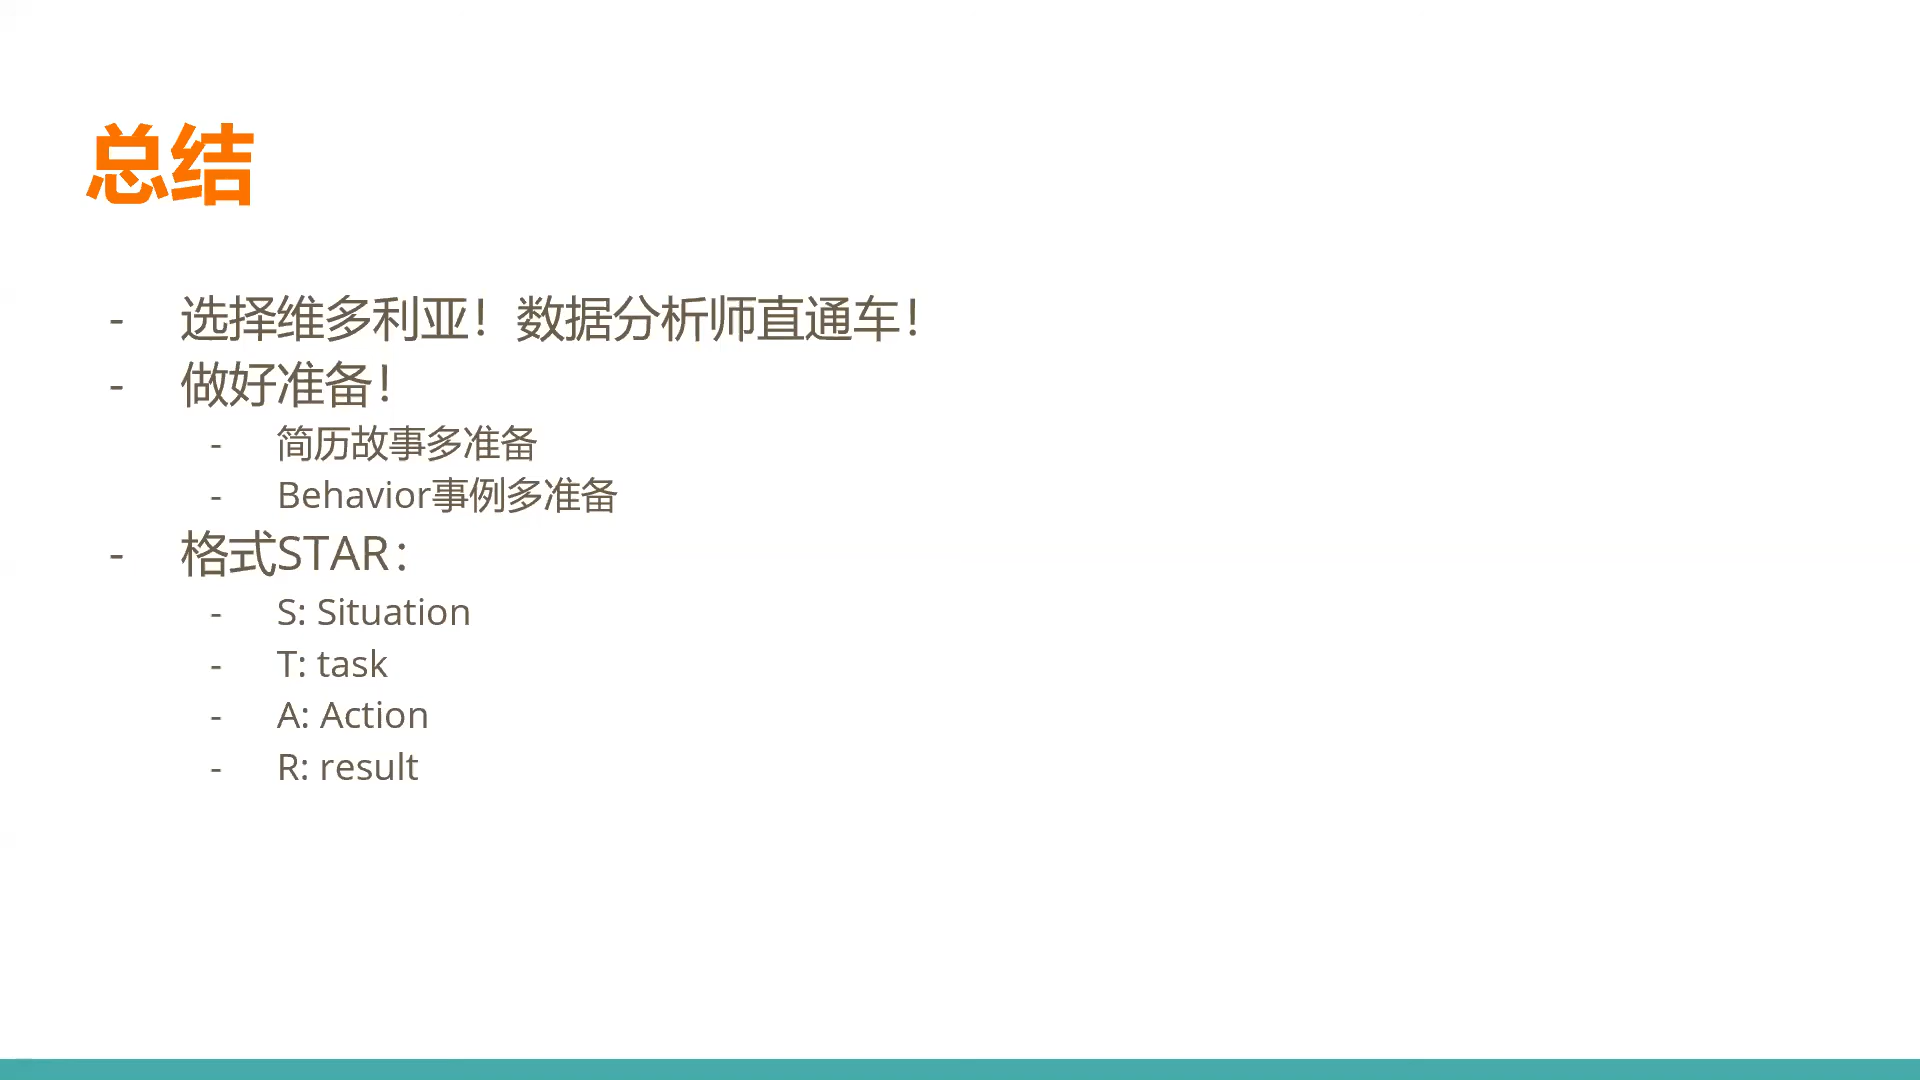 总结
- 选择维多利亚！数据分析师直通车！
- 做好准备！
- 简历故事多准备
- Behavior事例多准备
- 格式STAR：
- S: Situation
- T: task
- A: Action
- R: result